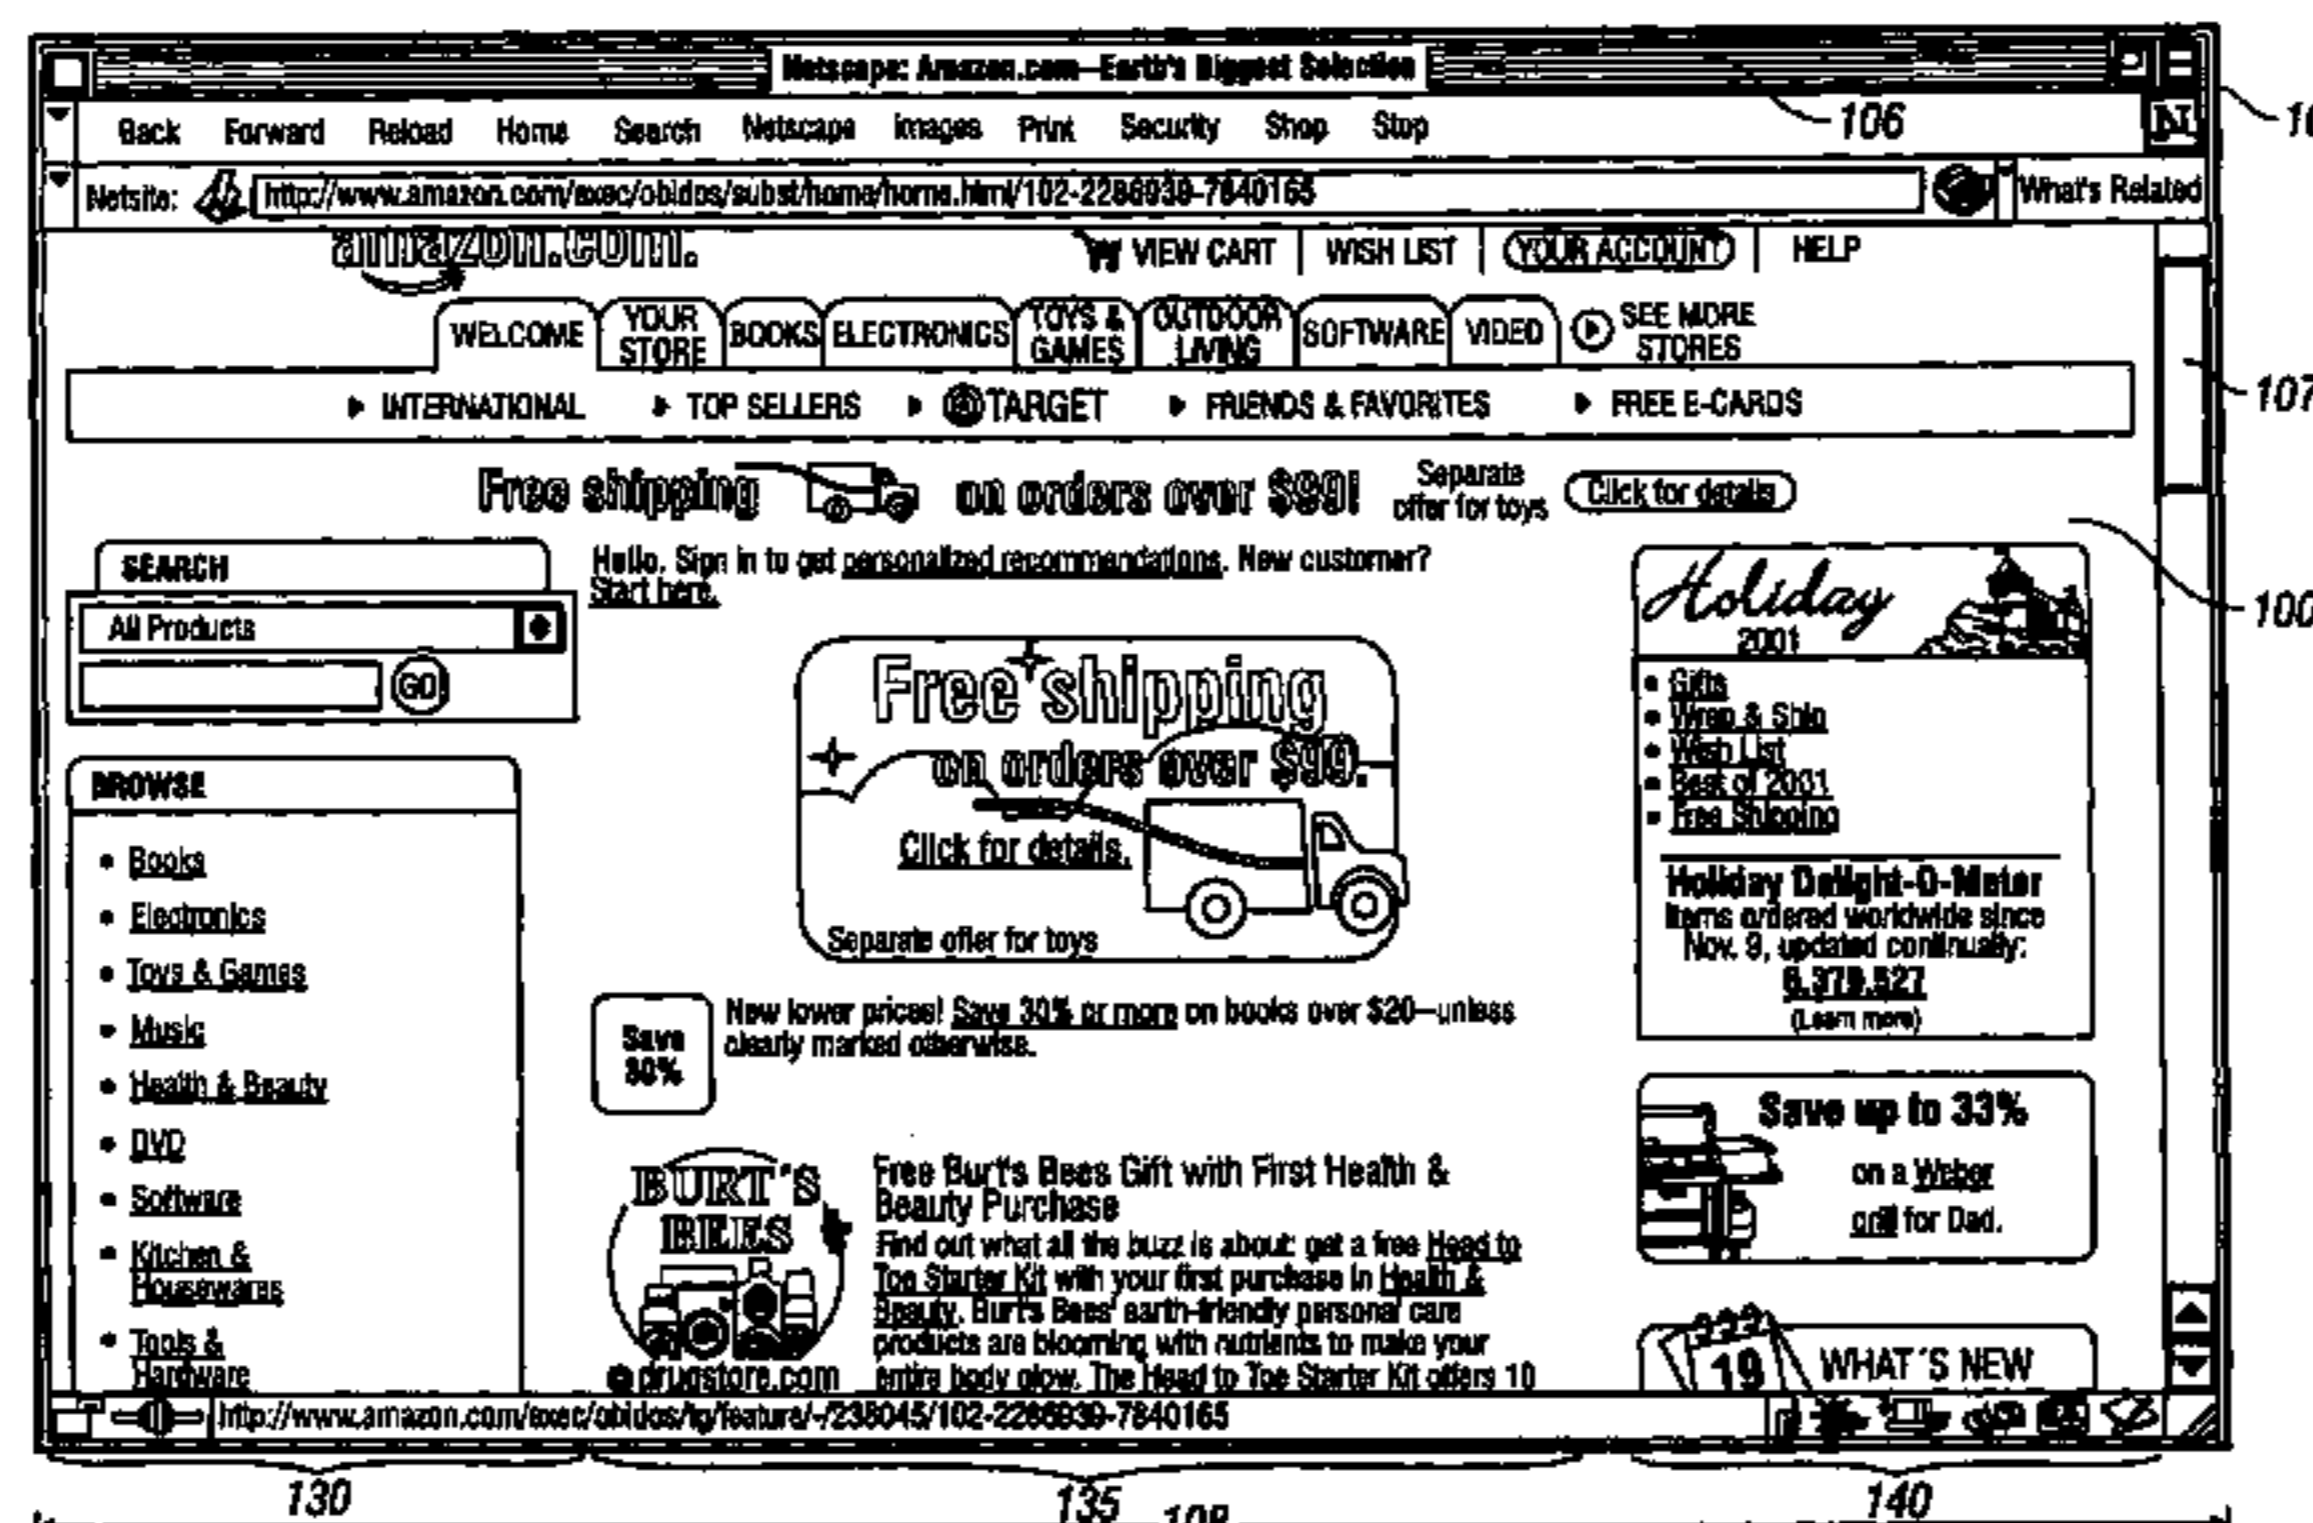 Netscape: Amazon.com—Earth's Biggest Selection
Back Forward Reload Home Search Netscape Images Print Security Shop Stop
106
Netsite: http://www.amazon.com/exec/obidos/subst/home/home.html/102-2286939-7840165 What's Related
amazon.com.
VIEW CART WISH LIST YOUR ACCOUNT HELP
WELCOME YOUR STORE BOOKS ELECTRONICS TOYS & GAMES OUTDOOR LIVING SOFTWARE VIDEO SEE MORE STORES
107
INTERNATIONAL TOP SELLERS TARGET FRIENDS & FAVORITES FREE E-CARDS
Free shipping on orders over $99! Separate offer for toys Click for details
100
SEARCH
All Products
GO
BROWSE
• Books
• Electronics
• Toys & Games
• Music
• Health & Beauty
• DVD
• Software
• Kitchen &
Housewares
• Tools &
Hardware
Hello. Sign in to get personalized recommendations. New customer?
Start here.
Free shipping
on orders over $99.
Click for details.
Separate offer for toys
Save
30%
New lower prices! Save 30% or more on books over $20—unless
clearly marked otherwise.
BURT'S
BEES
drugstore.com
Free Burt's Bees Gift with First Health &
Beauty Purchase
Find out what all the buzz is about: get a free Head to
Toe Starter Kit with your first purchase in Health &
Beauty. Burt's Bees' earth-friendly personal care
products are blooming with nutrients to make your
entire body glow. The Head to Toe Starter Kit offers 10
Holiday
2001
• Gifts
• Wrap & Ship
• Wish List
• Best of 2001
• Free Shipping
Holiday Delight-O-Meter
Items ordered worldwide since
Nov. 9, updated continually:
6,379,527
(Learn more)
Save up to 33%
on a Weber
grill for Dad.
19
WHAT'S NEW
http://www.amazon.com/exec/obidos/tg/feature/-/238045/102-2286939-7840165
130
135
140
108